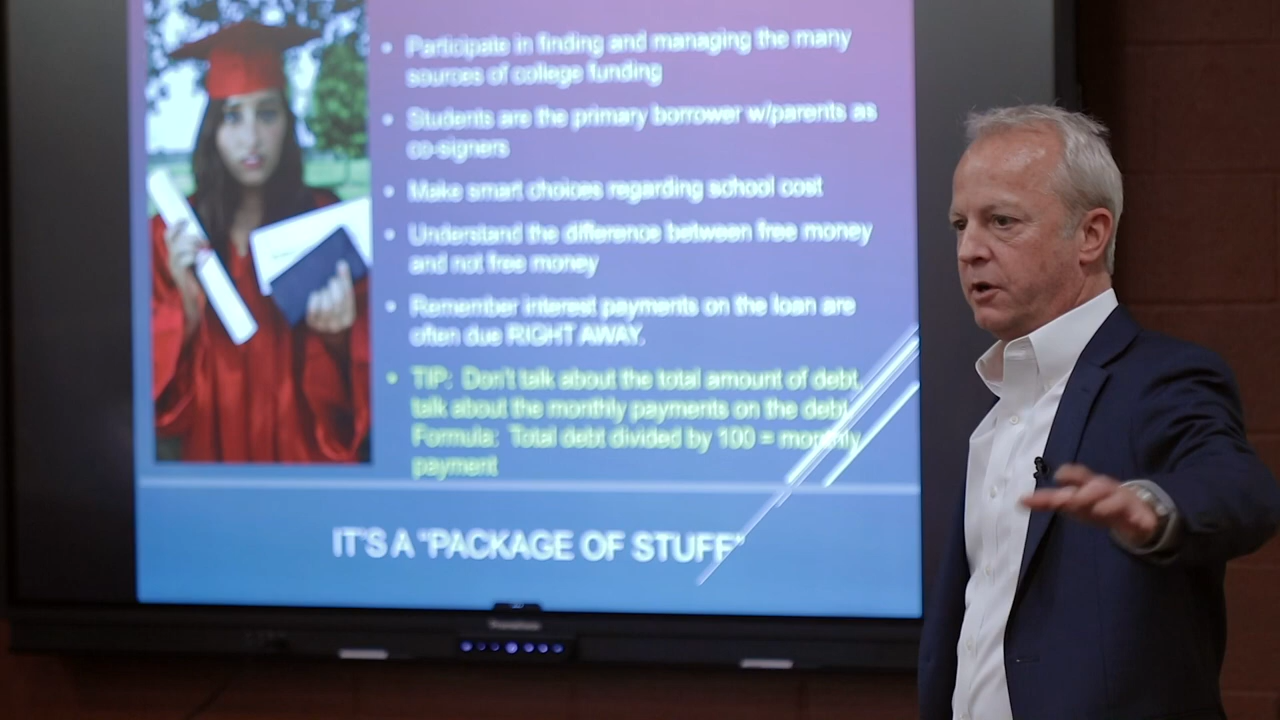 Participate in finding and managing the many
sources of college funding
Students are the primary borrower w/parents as
co-signers
Make smart choices regarding school cost
Understand the difference between free money
and not free money
Remember interest payments on the loan are
often due RIGHT AWAY.
TIP: Don't talk about the total amount of debt,
talk about the monthly payments on the debt
Formula: Total debt divided by 100 = monthly
payment
IT'S A "PACKAGE OF STUFF"